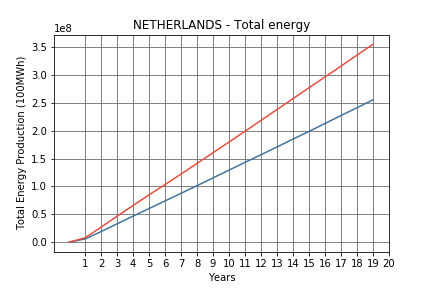 NETHERLANDS - Total energy
1e8
3.5
3.0
2.5
2.0
1.5
1.0
0.5
0.0
Total Energy Production (100MWh)
1 2 3 4 5 6 7 8 9 10 11 12 13 14 15 16 17 18 19 20
Years